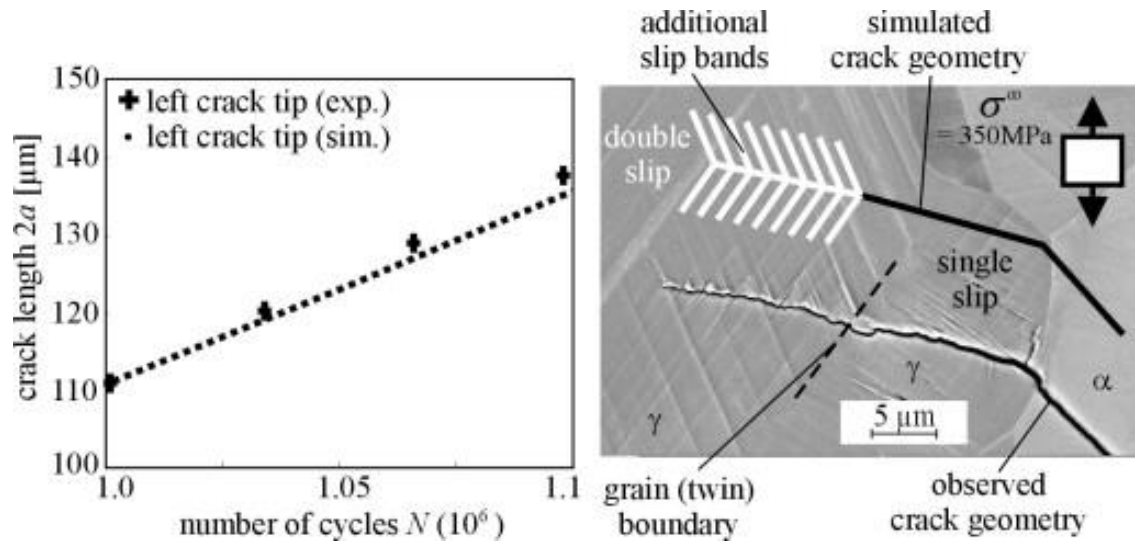 150
140
130
120
110
100
crack length 2a [μm]
left crack tip (exp.)
left crack tip (sim.)
1.0
1.05
1.1
number of cycles N (10⁶)
additional
slip bands
simulated
crack geometry
double
slip
σ∞
= 350MPa
single
slip
γ
γ
α
5 μm
grain (twin)
boundary
observed
crack geometry